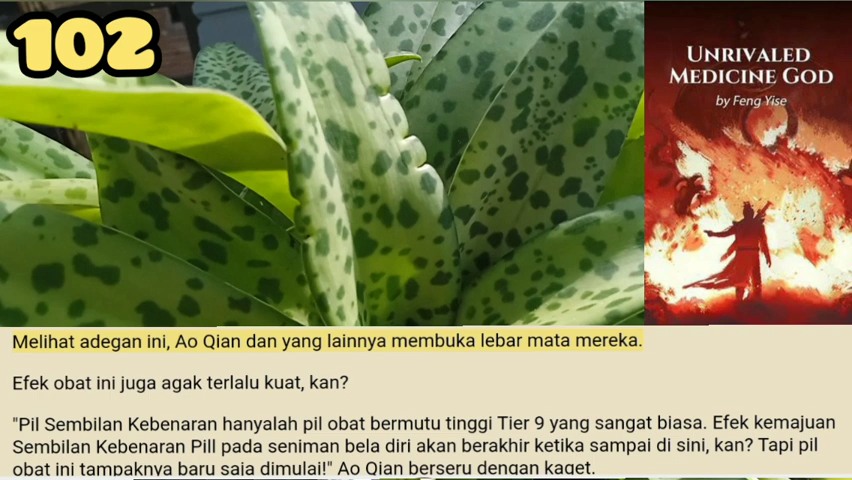 102
UNRIVALED
MEDICINE GOD
by Feng Yise
Melihat adegan ini, Ao Qian dan yang lainnya membuka lebar mata mereka.
Efek obat ini juga agak terlalu kuat, kan?
"Pil Sembilan Kebenaran hanyalah pil obat bermutu tinggi Tier 9 yang sangat biasa. Efek kemajuan
Sembilan Kebenaran Pill pada seniman bela diri akan berakhir ketika sampai di sini, kan? Tapi pil
obat ini tampaknya baru saja dimulai!" Ao Qian berseru dengan kaget.